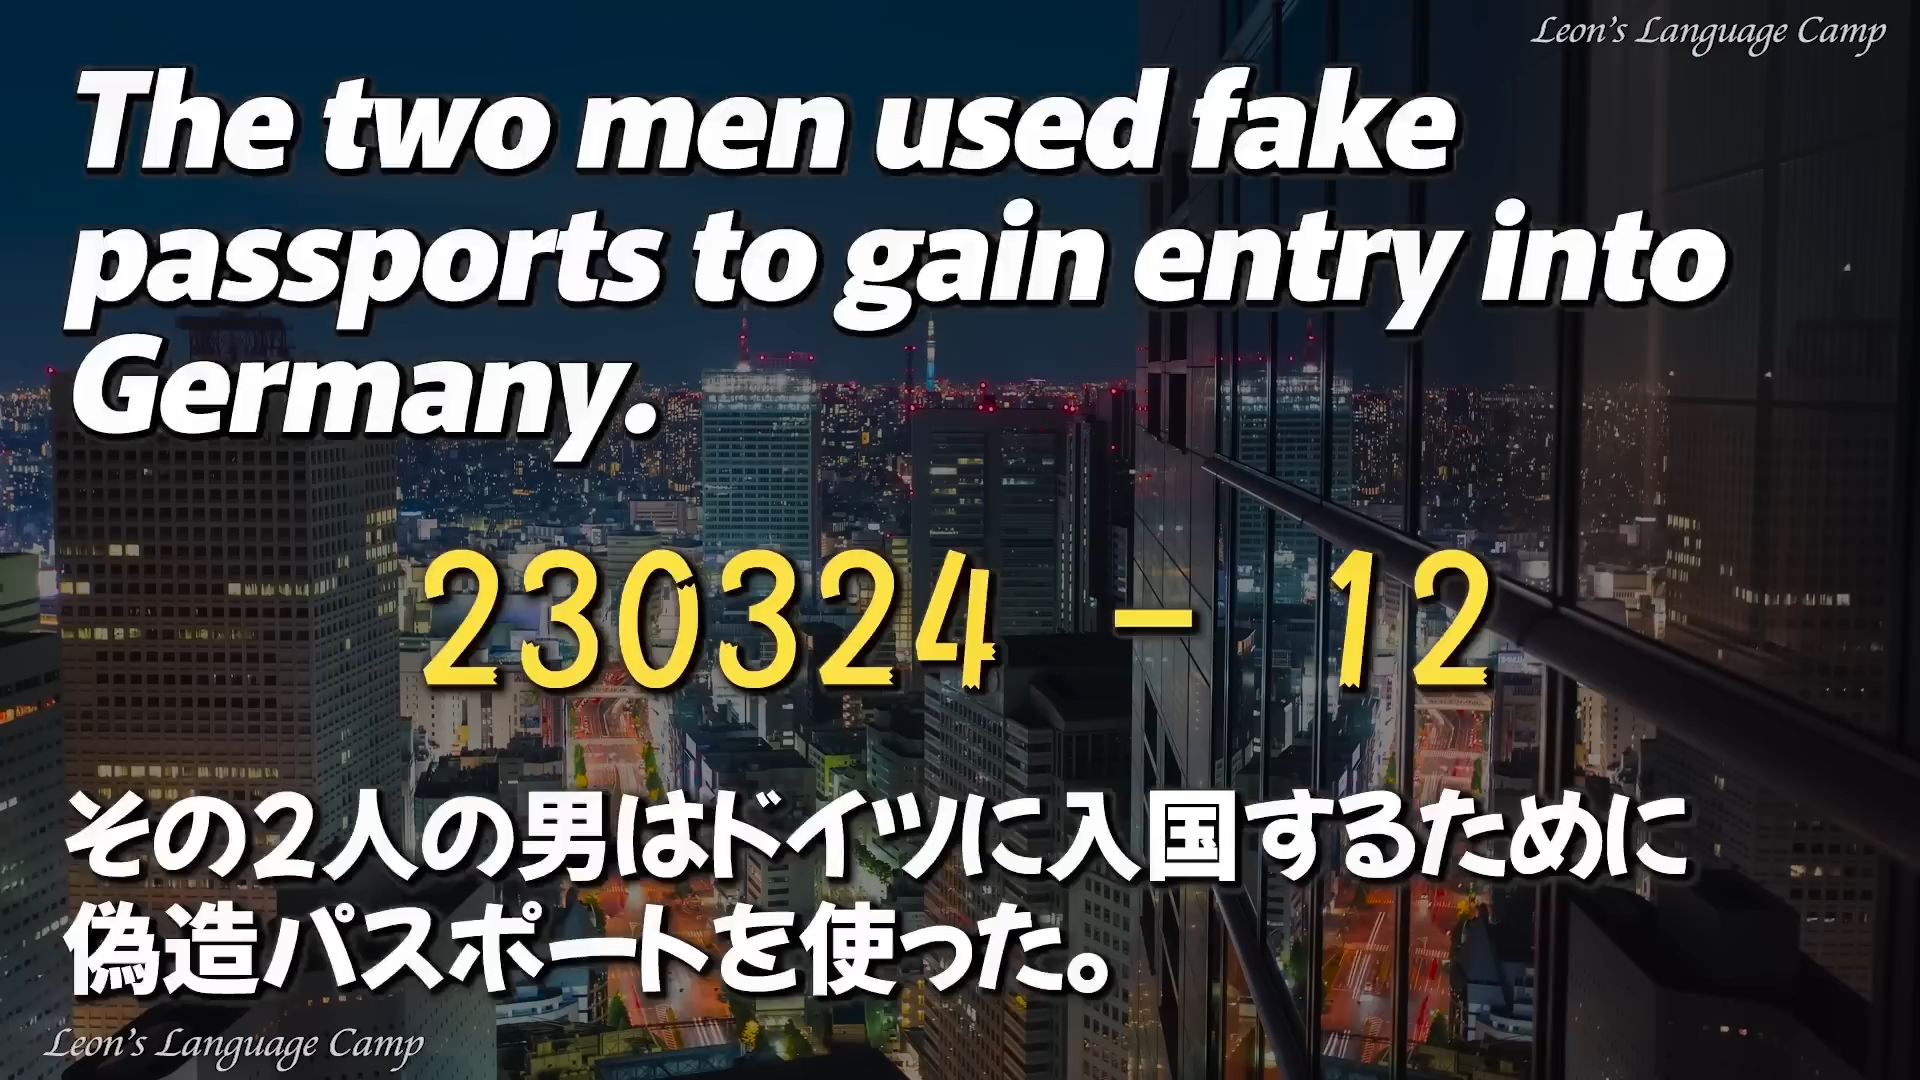 Leon's Language Camp
The two men used fake
passports to gain entry into
Germany.
230324 - 12
その2人の男はドイツに入国するために
偽造パスポートを使った。
Leon's Language Camp